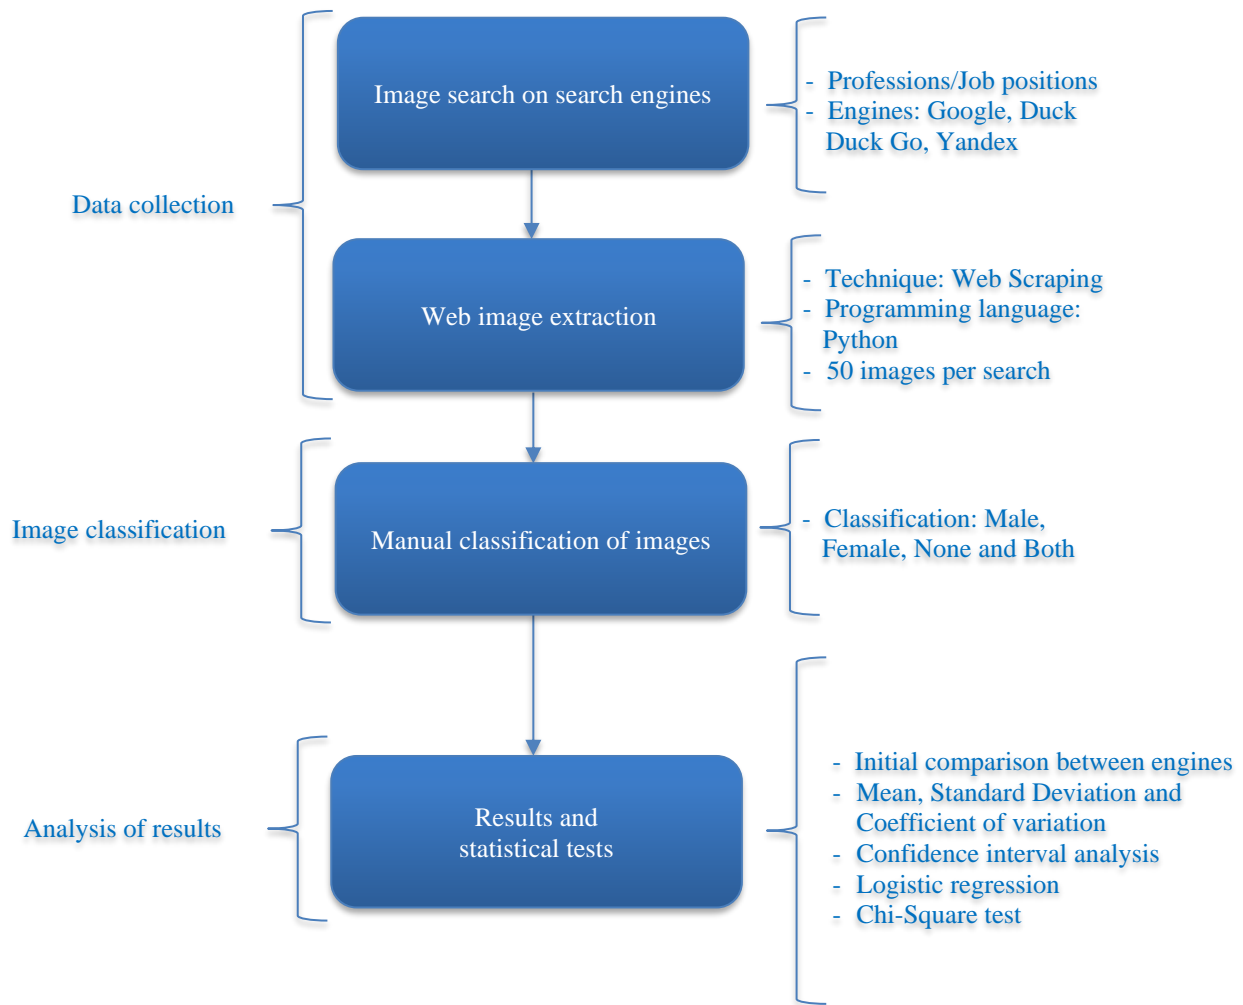 Image search on search engines
- Professions/Job positions
- Engines: Google, Duck
Duck Go, Yandex
Data collection
Web image extraction
- Technique: Web Scraping
- Programming language:
Python
- 50 images per search
Image classification
Manual classification of images
- Classification: Male,
Female, None and Both
Analysis of results
Results and
statistical tests
- Initial comparison between engines
- Mean, Standard Deviation and
Coefficient of variation
- Confidence interval analysis
- Logistic regression
- Chi-Square test